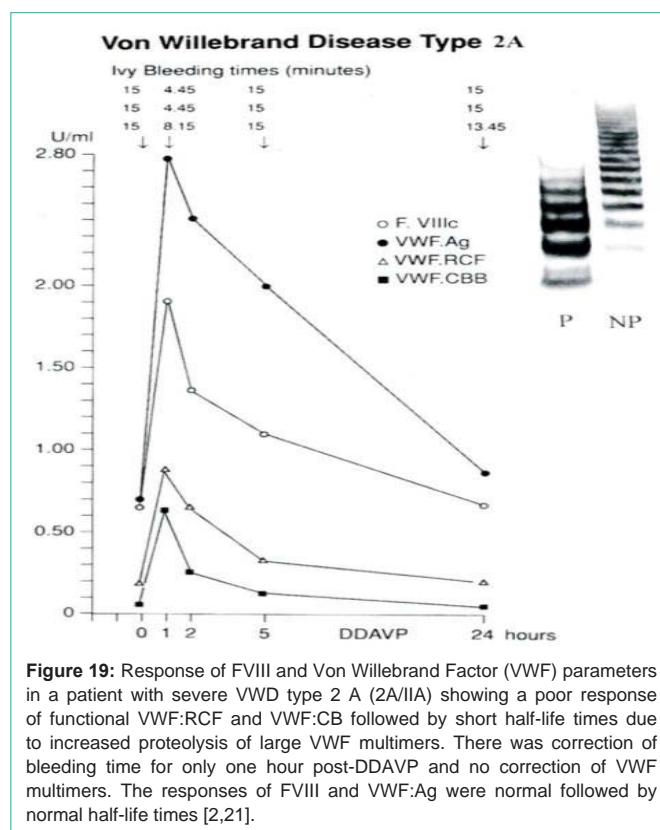 Von Willebrand Disease Type 2A
Ivy Bleeding times (minutes)
15 4.45 15 15
15 4.45 15 15
15 8.15 15 13.45
U/ml
2.80
2.00
1.50
1.00
0.50
0
F. VIIIc
VWF.Ag
VWF.RCF
VWF.CBB
P NP
0 1 2 5 DDAVP 24 hours
Figure 19: Response of FVIII and Von Willebrand Factor (VWF) parameters
in a patient with severe VWD type 2 A (2A/IIA) showing a poor response
of functional VWF:RCF and VWF:CB followed by short half-life times due
to increased proteolysis of large VWF multimers. There was correction of
bleeding time for only one hour post-DDAVP and no correction of VWF
multimers. The responses of FVIII and VWF:Ag were normal followed by
normal half-life times [2,21].